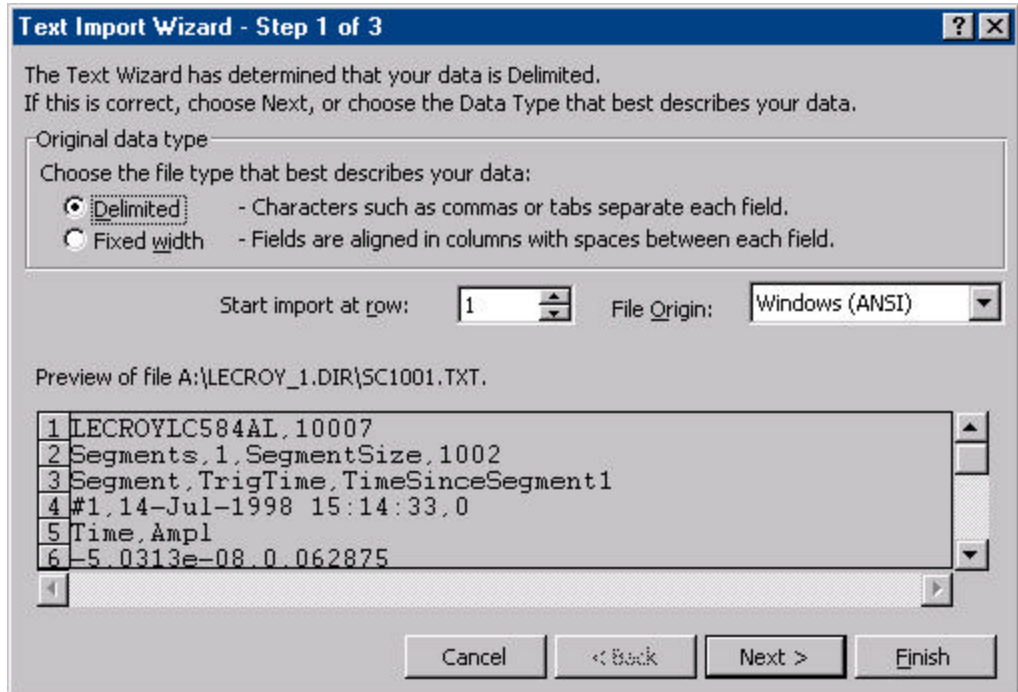 Text Import Wizard - Step 1 of 3
The Text Wizard has determined that your data is Delimited.
If this is correct, choose Next, or choose the Data Type that best describes your data.
Original data type
Choose the file type that best describes your data:
Delimited - Characters such as commas or tabs separate each field.
Fixed width - Fields are aligned in columns with spaces between each field.
Start import at row: 1 File Origin: Windows (ANSI)
Preview of file A:\LECROY_1.DIR\SC1001.TXT.
1 LECROYLC584AL,10007
2 Segments,1,SegmentSize,1002
3 Segment,TrigTime,TimeSinceSegment1
4 #1,14-Jul-1998 15:14:33,0
5 Time,Ampl
6 -5.0313e-08,0.062875
Cancel < Back Next > Finish